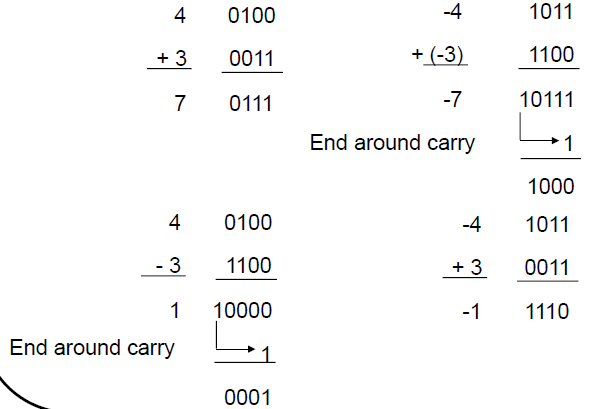 4 0100
+ 3 0011
7 0111
-4 1011
+ (-3) 1100
-7 10111
End around carry 1
1000
4 0100
- 3 1100
1 10000
End around carry 1
0001
-4 1011
+ 3 0011
-1 1110